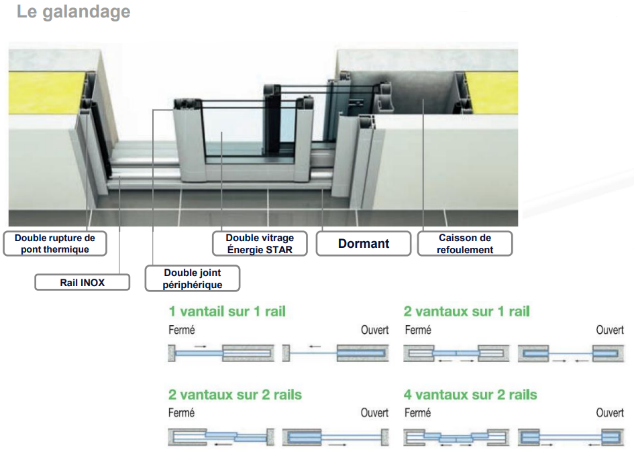 Le galandage
Double rupture de
pont thermique
Double vitrage
Énergie STAR
Dormant
Caisson de
refoulement
Rail INOX
Double joint
périphérique
1 vantail sur 1 rail
Fermé Ouvert
2 vantaux sur 1 rail
Fermé Ouvert
2 vantaux sur 2 rails
Fermé Ouvert
4 vantaux sur 2 rails
Fermé Ouvert